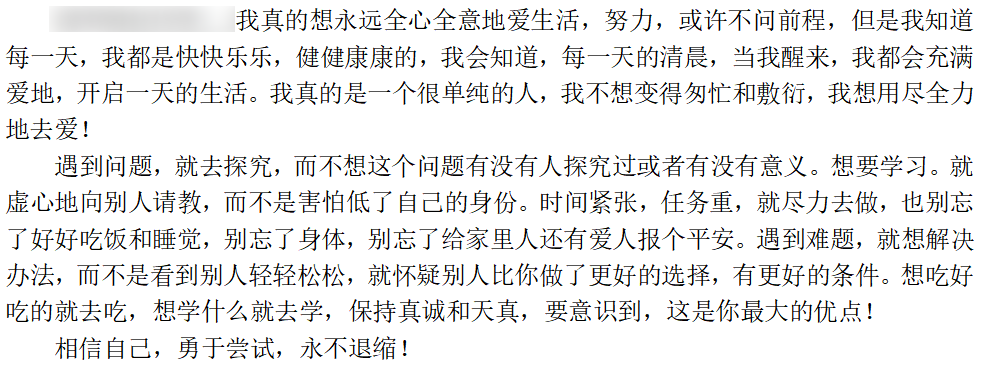 我真的想永远全心全意地爱生活，努力，或许不问前程，但是我知道
每一天，我都是快快乐乐，健健康康的，我会知道，每一天的清晨，当我醒来，我都会充满
爱地，开启一天的生活。我真的是一个很单纯的人，我不想变得匆忙和敷衍，我想用尽全力
地去爱！
遇到问题，就去探究，而不想这个问题有没有人探究过或者有没有意义。想要学习。就
虚心地向别人请教，而不是害怕低了自己的身份。时间紧张，任务重，就尽力去做，也别忘
了好好吃饭和睡觉，别忘了身体，别忘了给家里人还有爱人报个平安。遇到难题，就想解决
办法，而不是看到别人轻轻松松，就怀疑别人比你做了更好的选择，有更好的条件。想吃好
吃的就去吃，想学什么就去学，保持真诚和天真，要意识到，这是你最大的优点！
相信自己，勇于尝试，永不退缩！